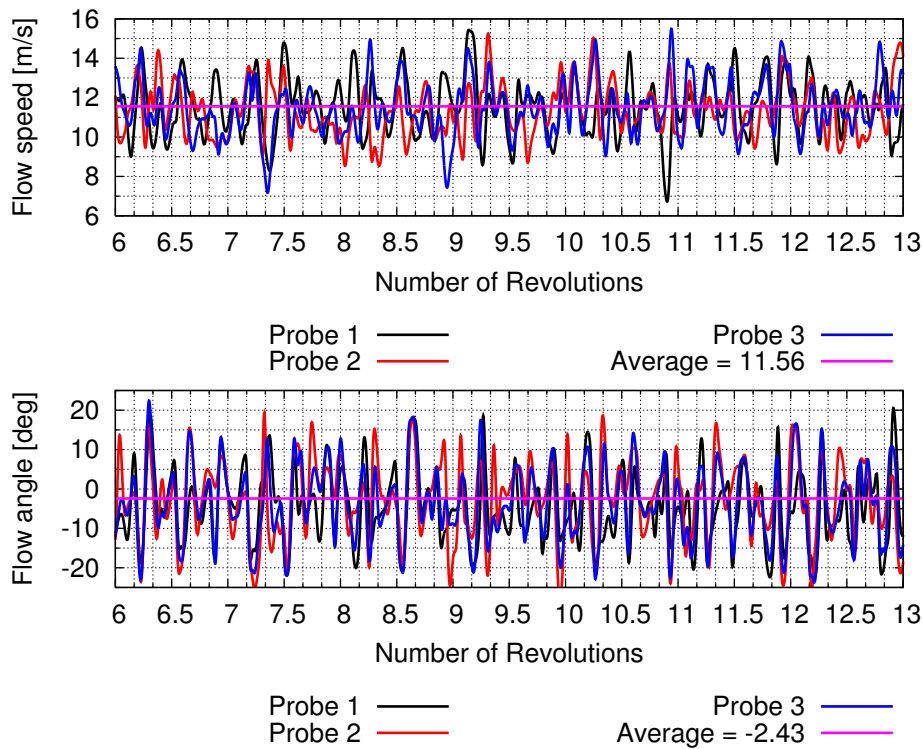 Flow speed [m/s]
16
14
12
10
8
6
6 6.5 7 7.5 8 8.5 9 9.5 10 10.5 11 11.5 12 12.5 13
Number of Revolutions
Probe 1 Probe 3
Probe 2 Average = 11.56
Flow angle [deg]
20
10
0
-10
-20
6 6.5 7 7.5 8 8.5 9 9.5 10 10.5 11 11.5 12 12.5 13
Number of Revolutions
Probe 1 Probe 3
Probe 2 Average = -2.43